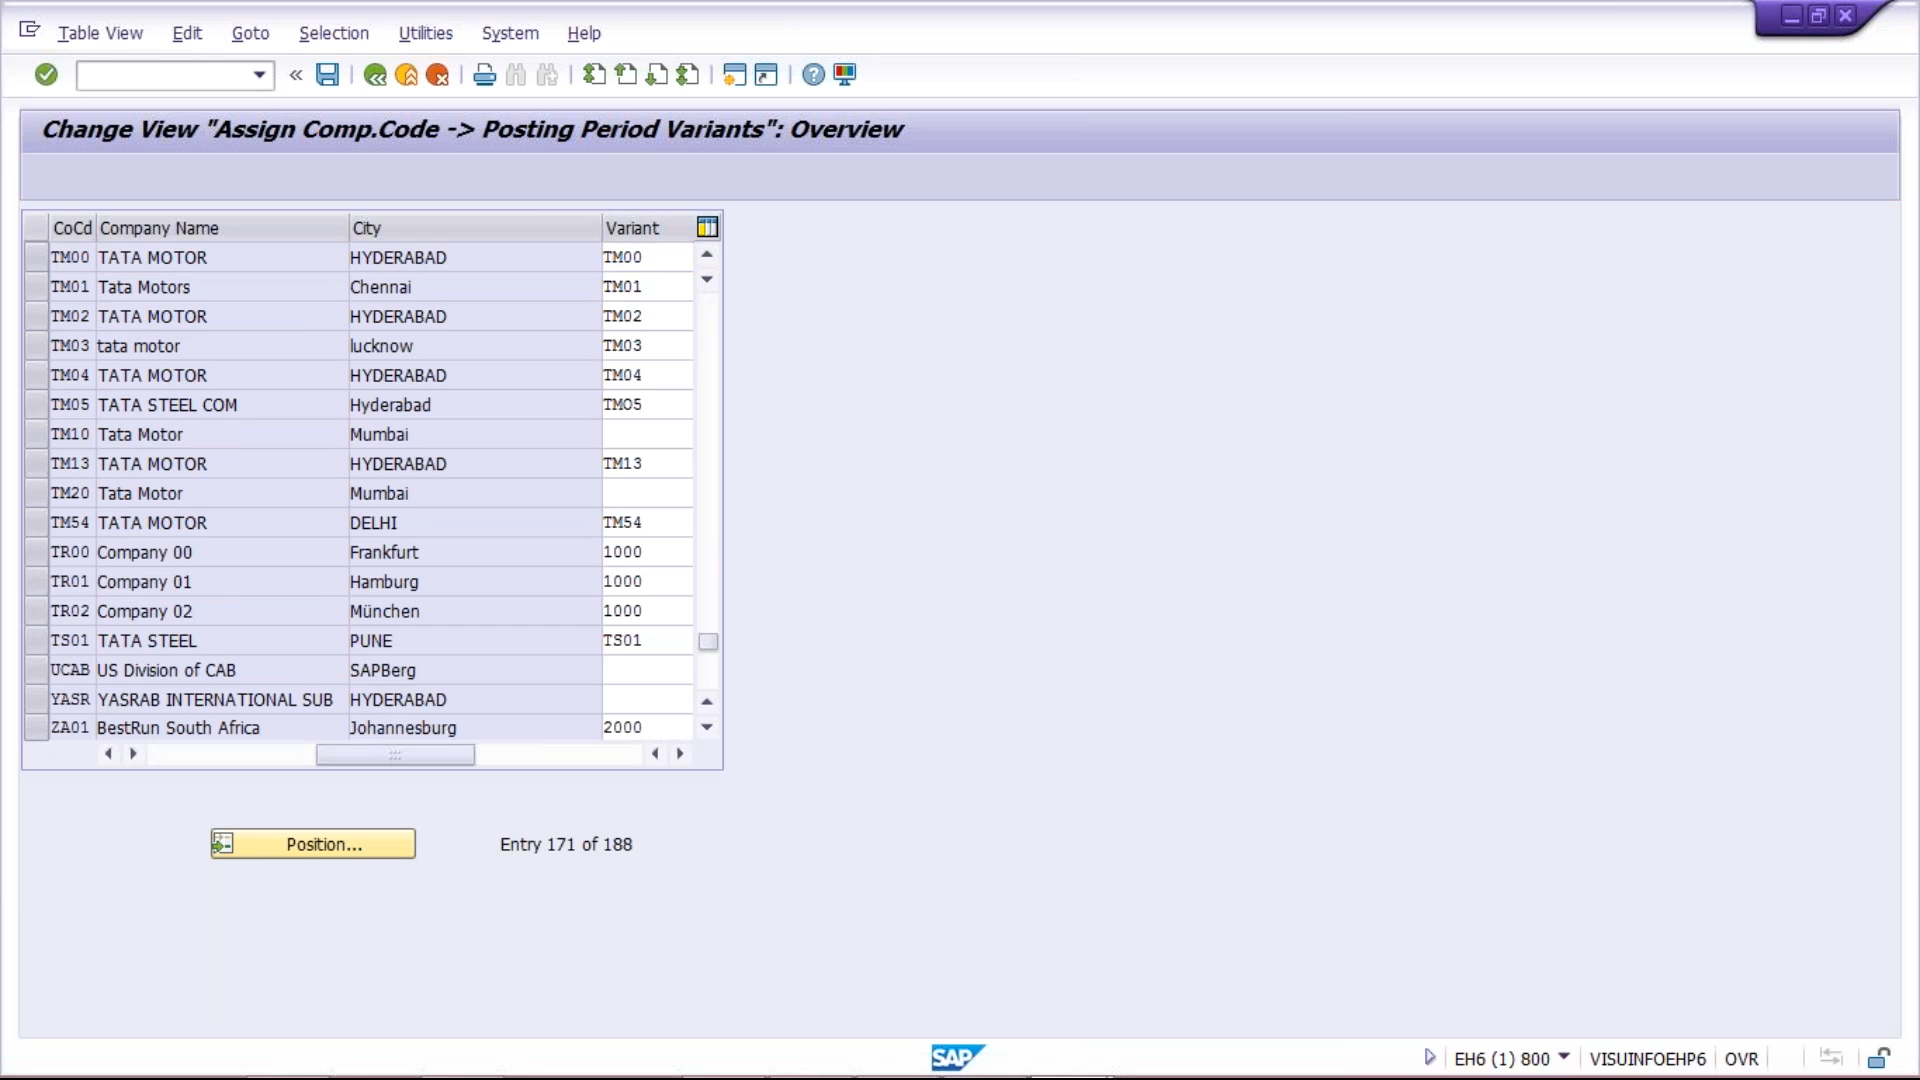 Table View Edit Goto Selection Utilities System Help
Change View "Assign Comp.Code -> Posting Period Variants": Overview
CoCd Company Name City Variant
TM00 TATA MOTOR HYDERABAD TM00
TM01 Tata Motors Chennai TM01
TM02 TATA MOTOR HYDERABAD TM02
TM03 tata motor lucknow TM03
TM04 TATA MOTOR HYDERABAD TM04
TM05 TATA STEEL COM Hyderabad TMO5
TM10 Tata Motor Mumbai
TM13 TATA MOTOR HYDERABAD TM13
TM20 Tata Motor Mumbai
TM54 TATA MOTOR DELHI TM54
TR00 Company 00 Frankfurt 1000
TR01 Company 01 Hamburg 1000
TR02 Company 02 München 1000
TS01 TATA STEEL PUNE TS01
UCAB US Division of CAB SAPBerg
YASR YASRAB INTERNATIONAL SUB HYDERABAD
ZA01 BestRun South Africa Johannesburg 2000
Position... Entry 171 of 188
SAP EH6 (1) 800 VISUINFOEHP6 OVR